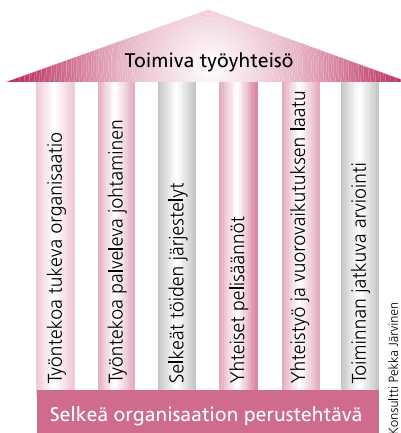 Toimiva työyhteisö
Työntekoa tukeva organisaatio
Työntekoa palveleva johtaminen
Selkeät töiden järjestelyt
Yhteiset pelisäännöt
Yhteistyö ja vuorovaikutuksen laatu
Toiminnan jatkuva arviointi
Selkeä organisaation perustehtävä
Konsultti Pekka Järvinen